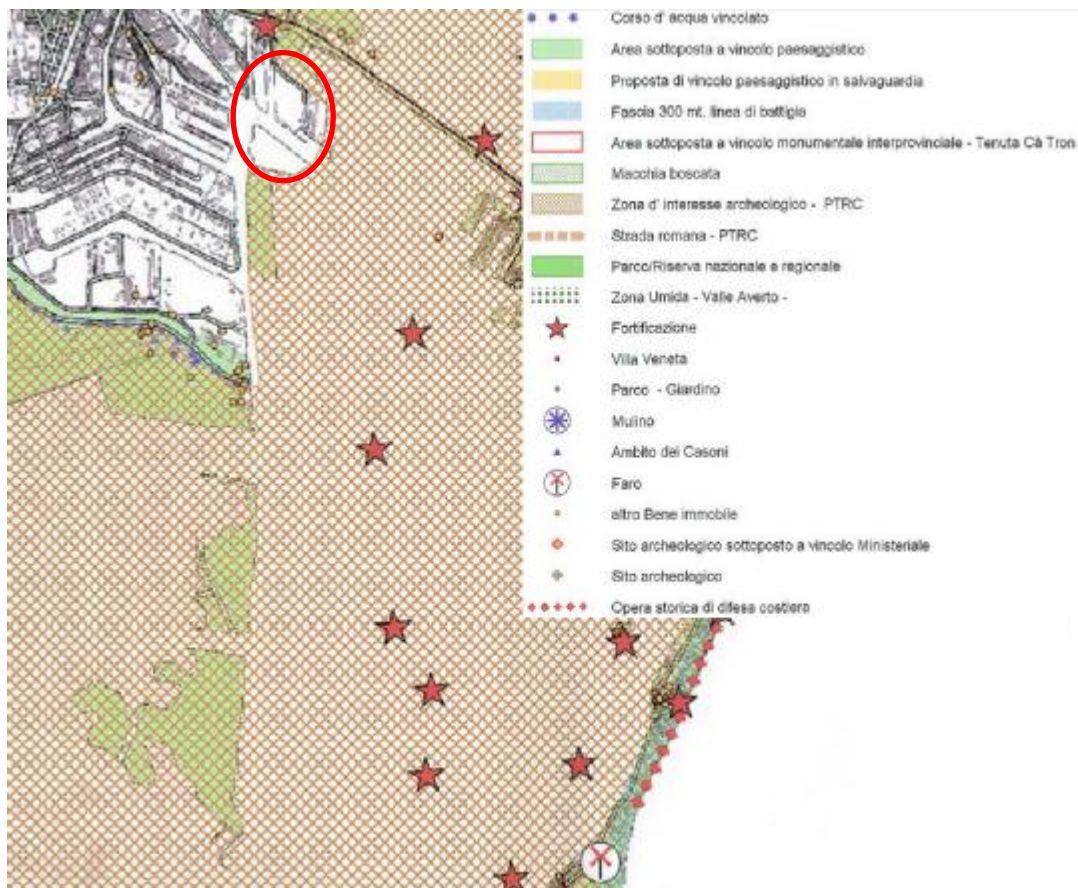 Corso d' acqua vincolato
Area sottoposta a vincolo paesaggistico
Proposta di vincolo paesaggistico in salvaguardia
Fascia 300 mt. linea di battigia
Area sottoposta a vincolo monumentale interprovinciale - Tenuta Cà Tron
Macchia boscata
Zona d' interesse archeologico - PTRC
Strada romana - PTRC
Parco/Riserva nazionale e regionale
Zona Umida - Valle Averto -
Fortificazione
Villa Veneta
Parco - Giardino
Mulino
Ambito dei Casoni
Faro
altro Bene immobile
Sito archeologico sottoposto a vincolo Ministeriale
Sito archeologico
Opera storica di difesa costiera